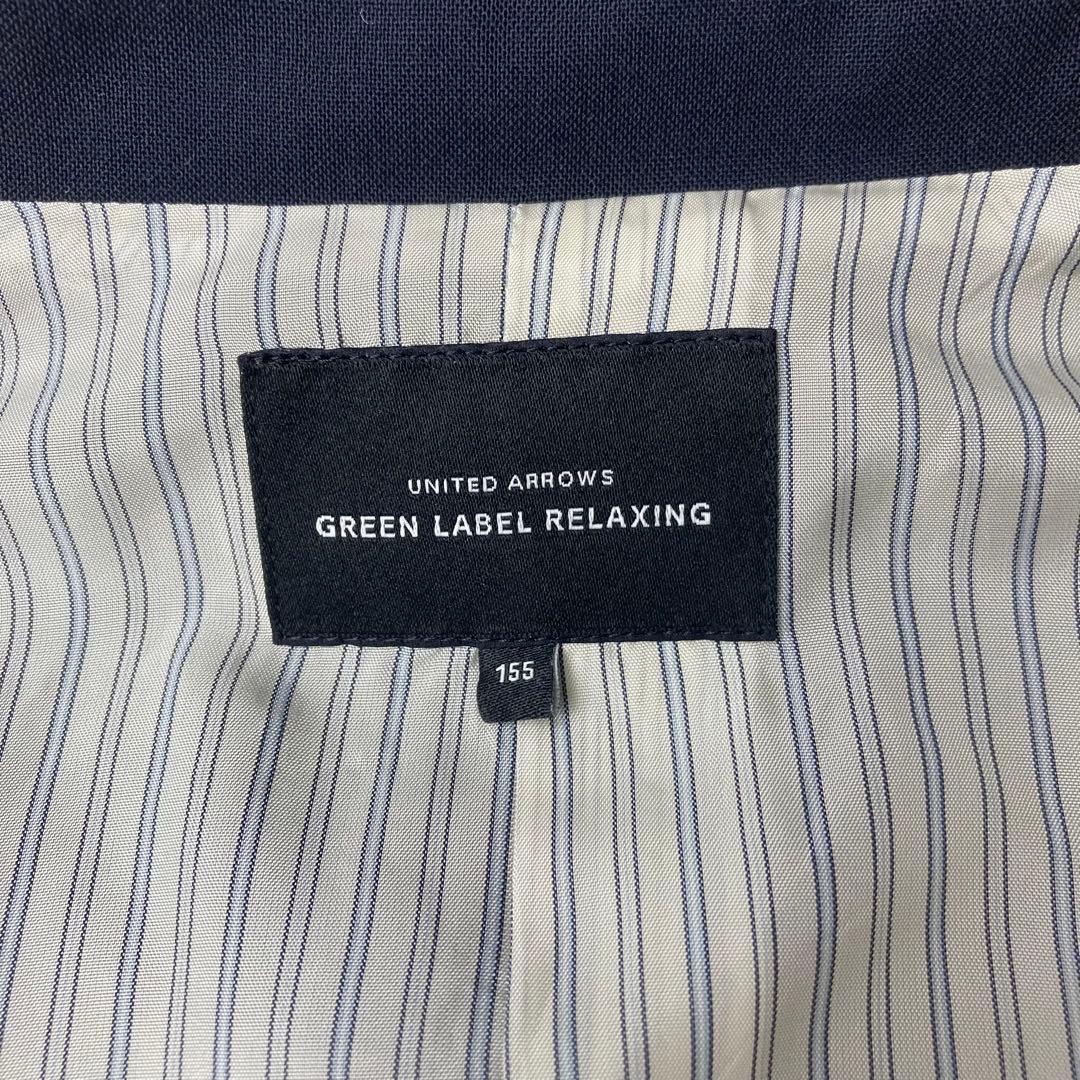 UNITED ARROWS
GREEN LABEL RELAXING
155